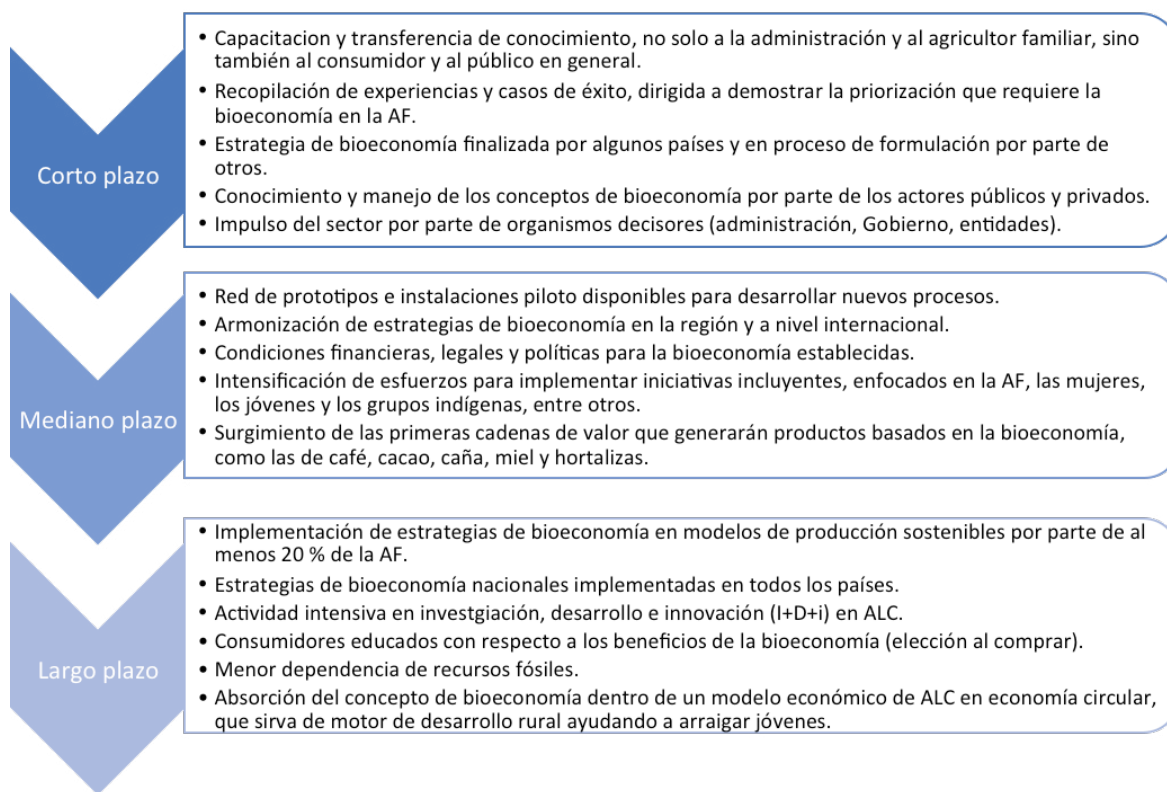 Corto plazo
• Capacitacion y transferencia de conocimiento, no solo a la administración y al agricultor familiar, sino
también al consumidor y al público en general.
• Recopilación de experiencias y casos de éxito, dirigida a demostrar la priorización que requiere la
bioeconomía en la AF.
• Estrategia de bioeconomía finalizada por algunos países y en proceso de formulación por parte de
otros.
• Conocimiento y manejo de los conceptos de bioeconomía por parte de los actores públicos y privados.
• Impulso del sector por parte de organismos decisores (administración, Gobierno, entidades).
Mediano plazo
• Red de prototipos e instalaciones piloto disponibles para desarrollar nuevos procesos.
• Armonización de estrategias de bioeconomía en la región y a nivel internacional.
• Condiciones financieras, legales y políticas para la bioeconomía establecidas.
• Intensificación de esfuerzos para implementar iniciativas incluyentes, enfocados en la AF, las mujeres,
los jóvenes y los grupos indígenas, entre otros.
• Surgimiento de las primeras cadenas de valor que generarán productos basados en la bioeconomía,
como las de café, cacao, caña, miel y hortalizas.
Largo plazo
• Implementación de estrategias de bioeconomía en modelos de producción sostenibles por parte de al
menos 20 % de la AF.
• Estrategias de bioeconomía nacionales implementadas en todos los países.
• Actividad intensiva en investgiación, desarrollo e innovación (I+D+i) en ALC.
• Consumidores educados con respecto a los beneficios de la bioeconomía (elección al comprar).
• Menor dependencia de recursos fósiles.
• Absorción del concepto de bioeconomía dentro de un modelo económico de ALC en economía circular,
que sirva de motor de desarrollo rural ayudando a arraigar jóvenes.